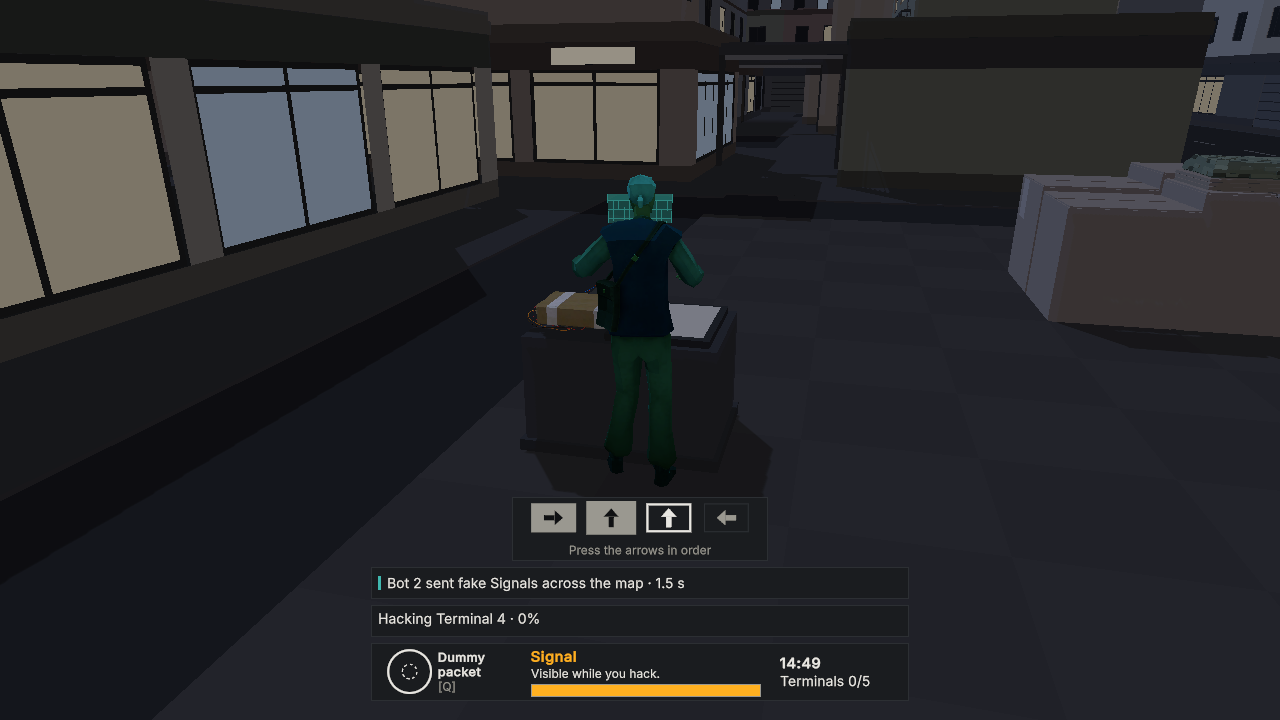 Press the arrows in order
Bot 2 sent fake Signals across the map · 1.5 s
Hacking Terminal 4 · 0%
Dummy
packet
[Q]
Signal
Visible while you hack.
14:49
Terminals 0/5